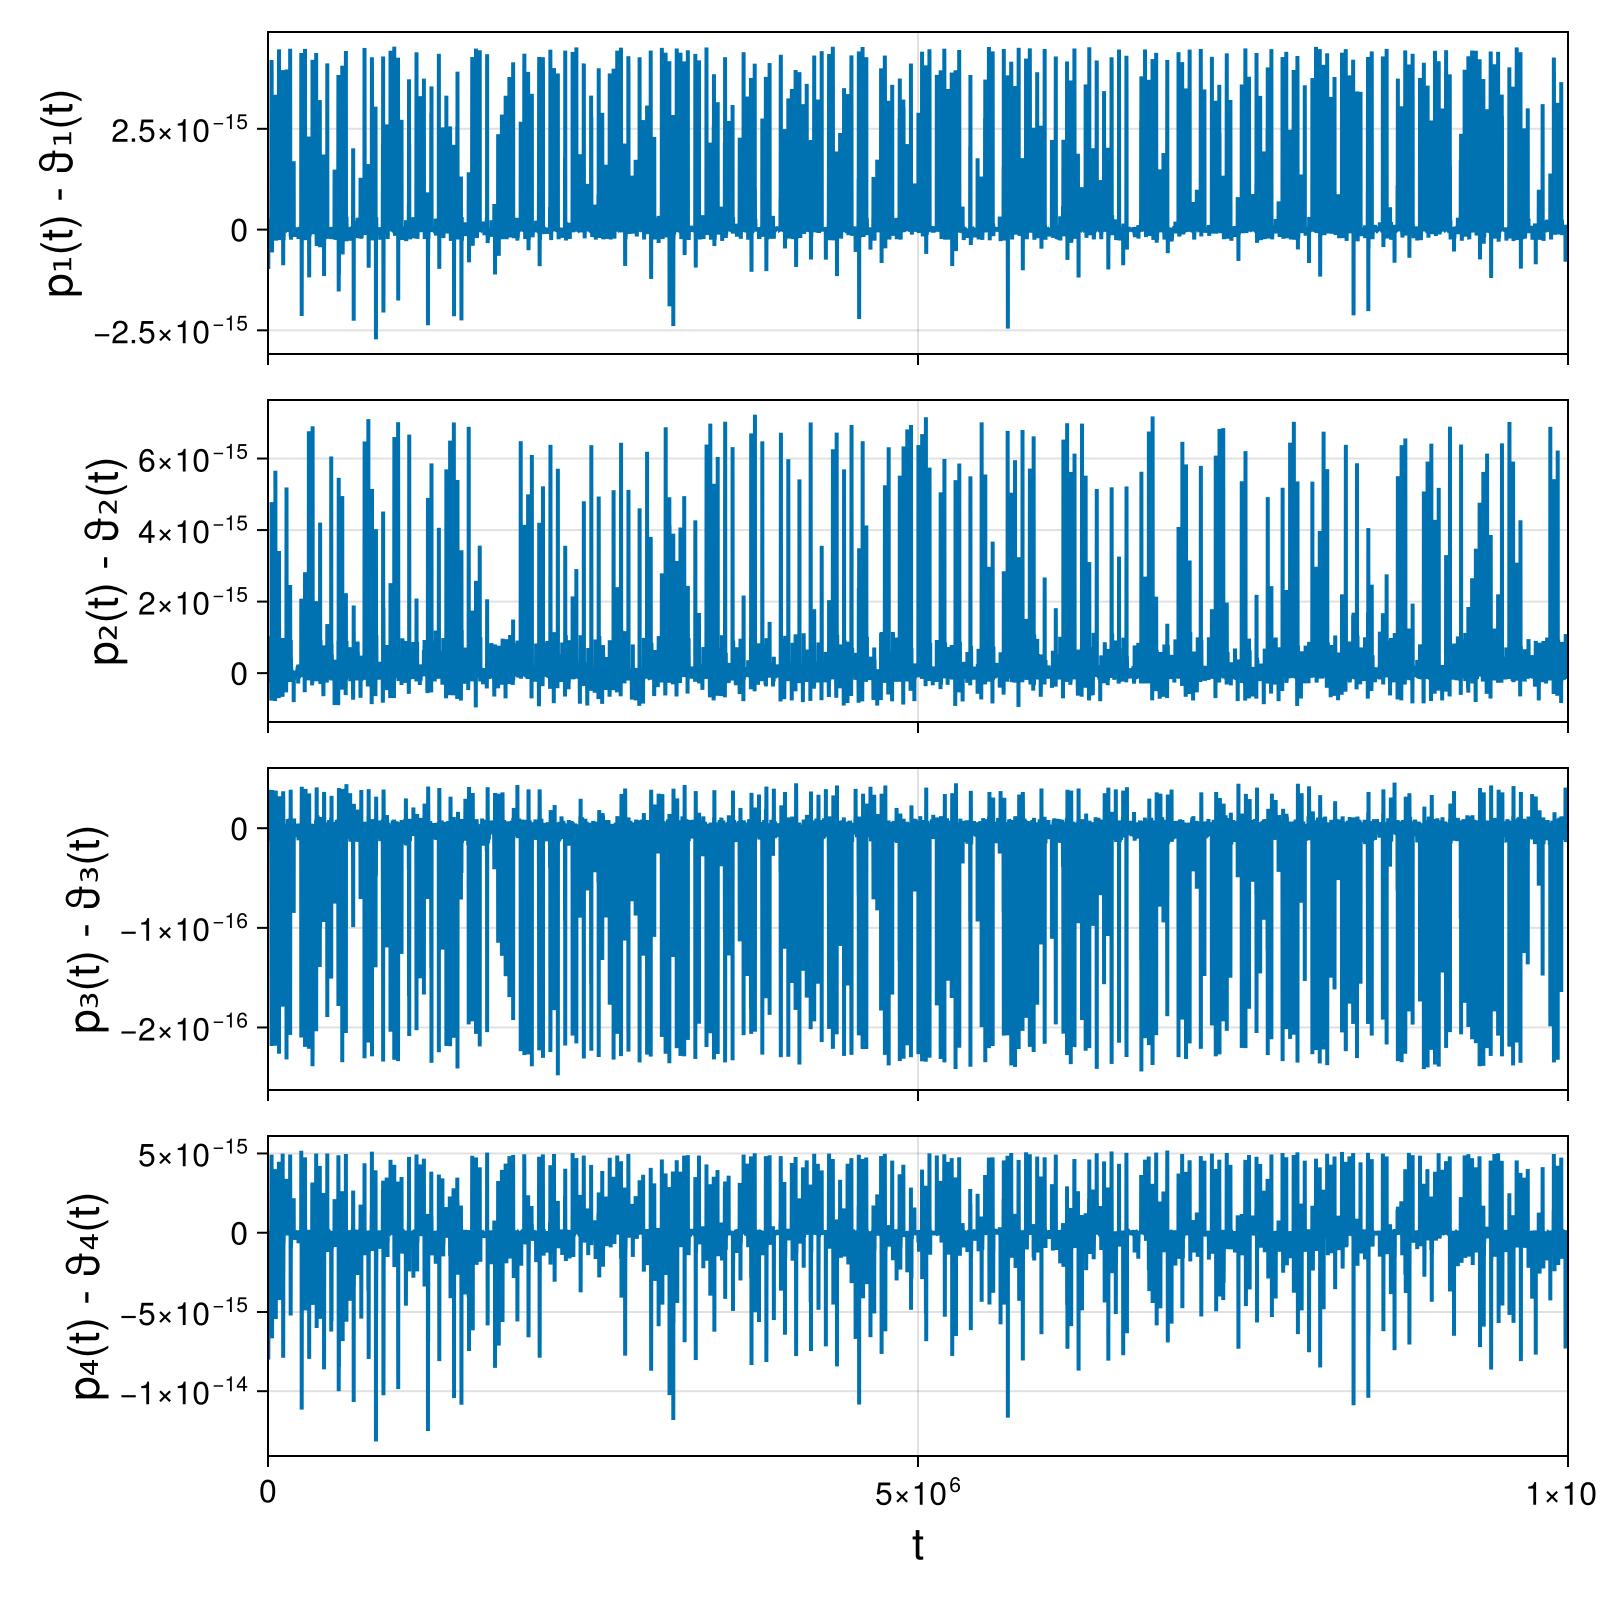 p₁(t) - ϑ₁(t)
2.5×10⁻¹⁵
0
−2.5×10⁻¹⁵
p₂(t) - ϑ₂(t)
6×10⁻¹⁵
4×10⁻¹⁵
2×10⁻¹⁵
0
p₃(t) - ϑ₃(t)
0
−1×10⁻¹⁶
−2×10⁻¹⁶
p₄(t) - ϑ₄(t)
5×10⁻¹⁵
0
−5×10⁻¹⁵
−1×10⁻¹⁴
0 5×10⁶ 1×10
t